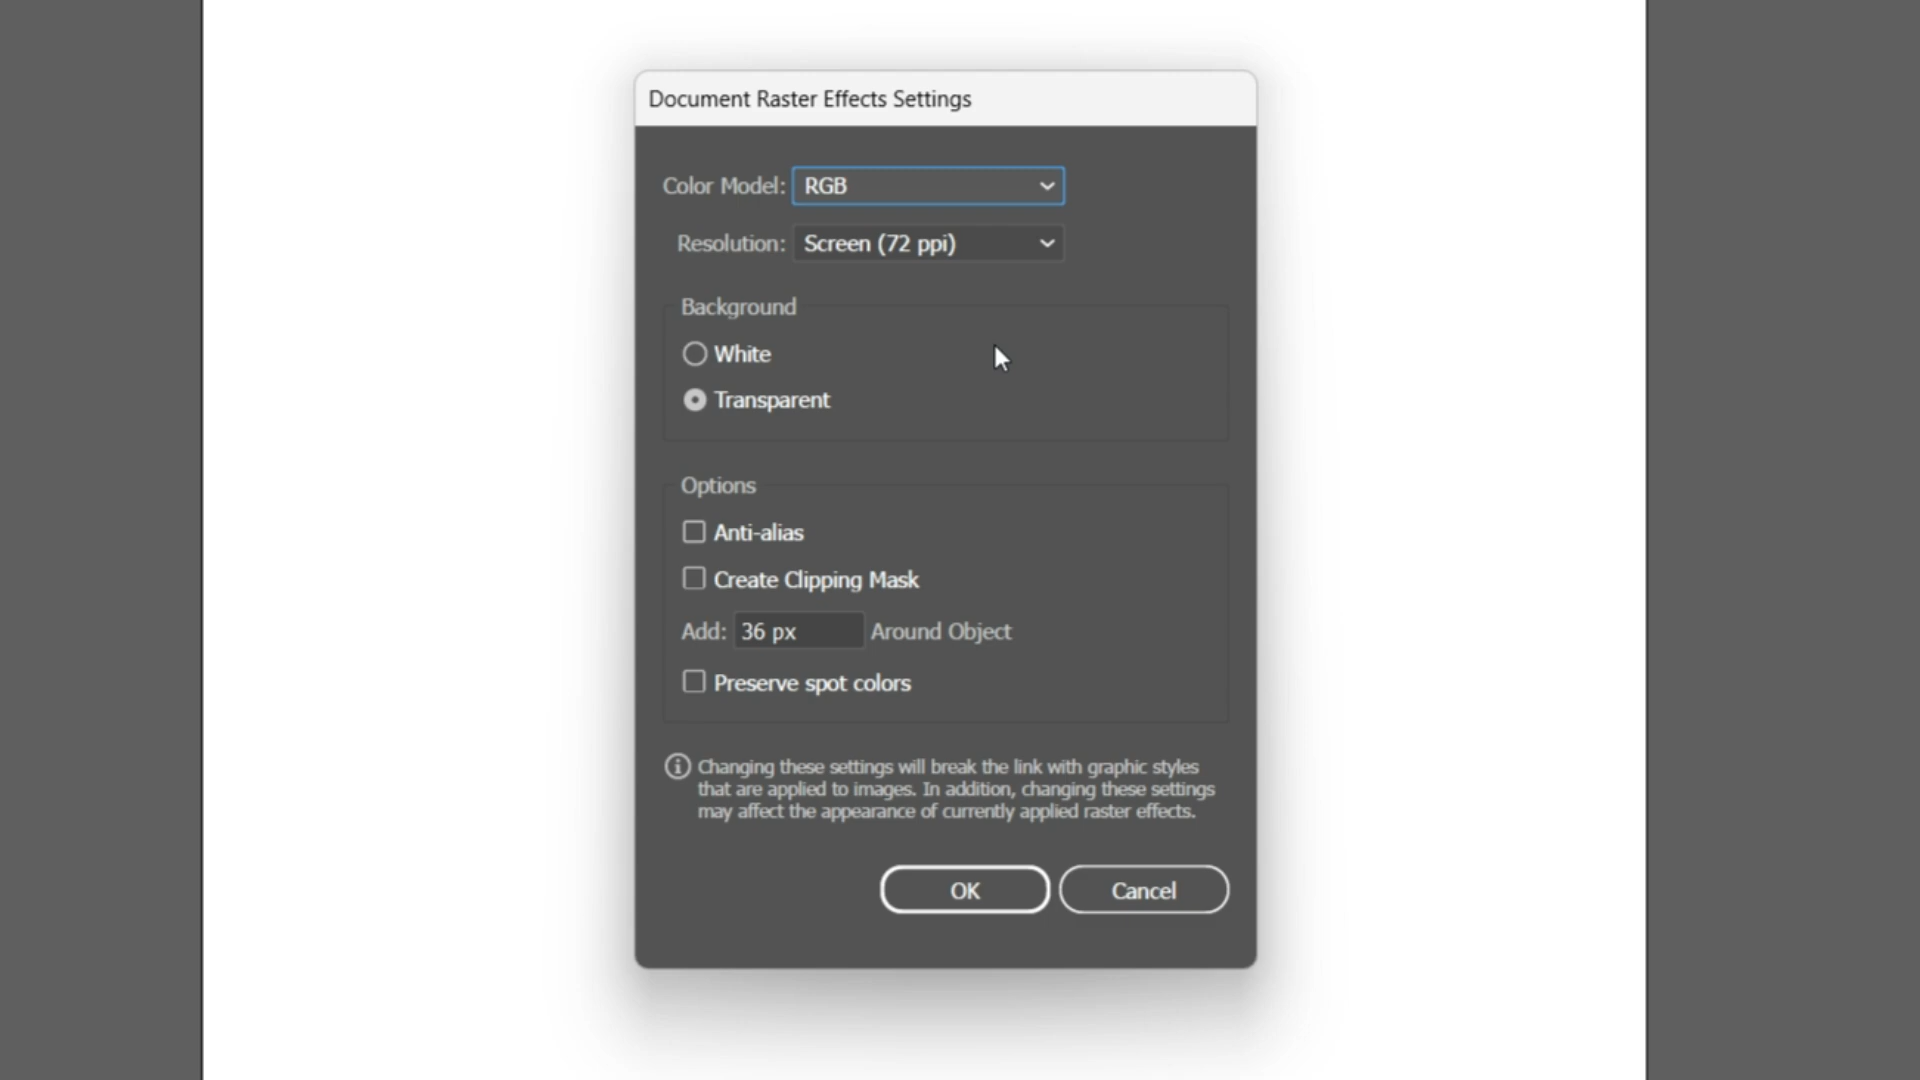 Document Raster Effects Settings
Color Model: RGB
Resolution: Screen (72 ppi)
Background
White
Transparent
Options
Anti-alias
Create Clipping Mask
Add: 36 px Around Object
Preserve spot colors
Changing these settings will break the link with graphic styles
that are applied to images. In addition, changing these settings
may affect the appearance of currently applied raster effects.
OK Cancel